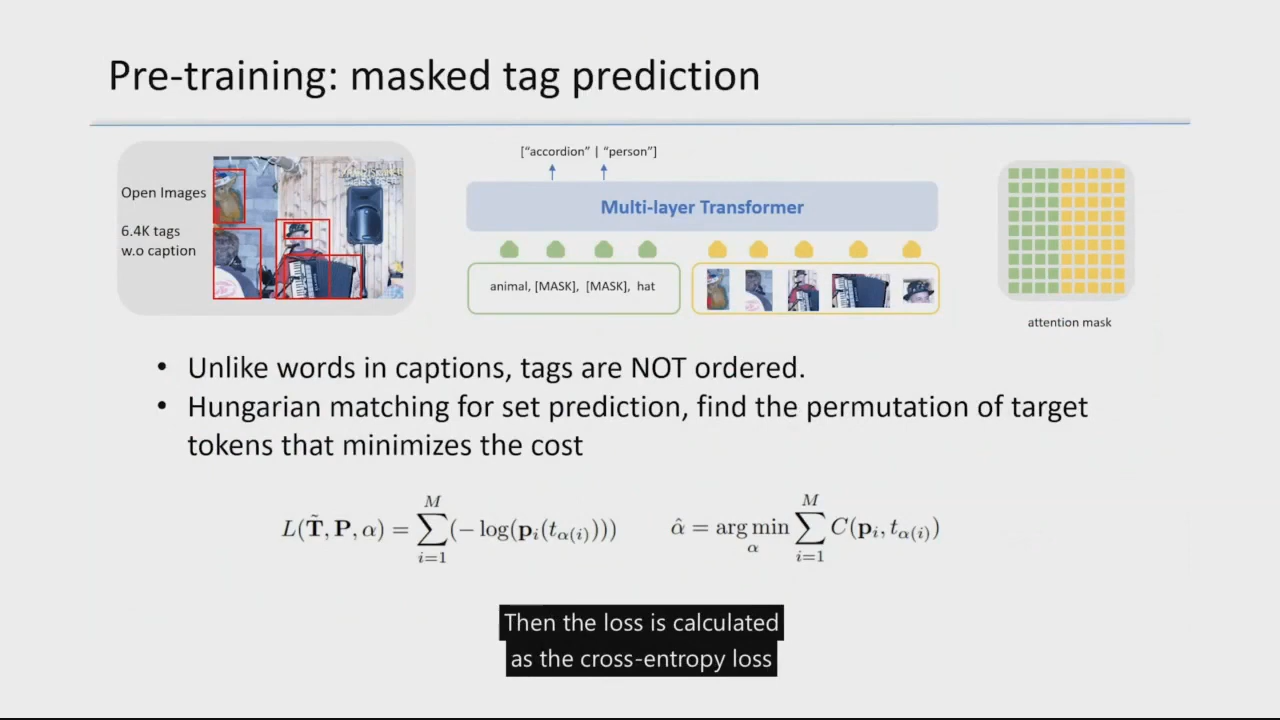 Pre-training: masked tag prediction
Open Images
6.4K tags
w.o caption
["accordion" | "person"]
Multi-layer Transformer
animal, [MASK], [MASK], hat
attention mask
• Unlike words in captions, tags are NOT ordered.
• Hungarian matching for set prediction, find the permutation of target
tokens that minimizes the cost
L(T̃, P, α) = ∑_{i=1}^{M} (− log(p_i(t_{α(i)})))
α̂ = arg min_α ∑_{i=1}^{M} C(p_i, t_{α(i)})
Then the loss is calculated
as the cross-entropy loss